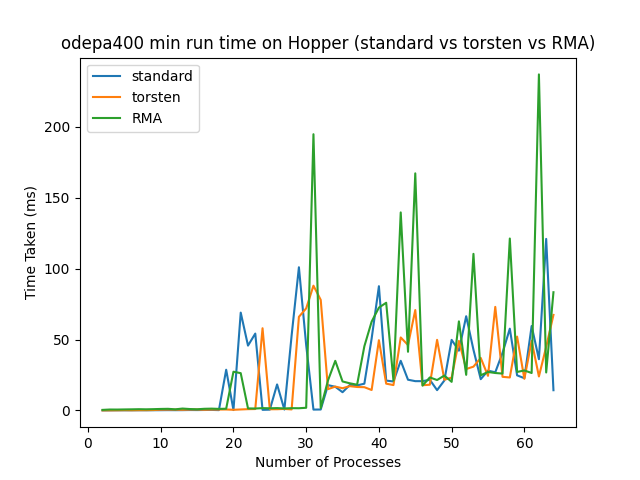 odepa400 min run time on Hopper (standard vs torsten vs RMA)
standard
torsten
RMA
200
150
100
50
0
Time Taken (ms)
0 10 20 30 40 50 60
Number of Processes